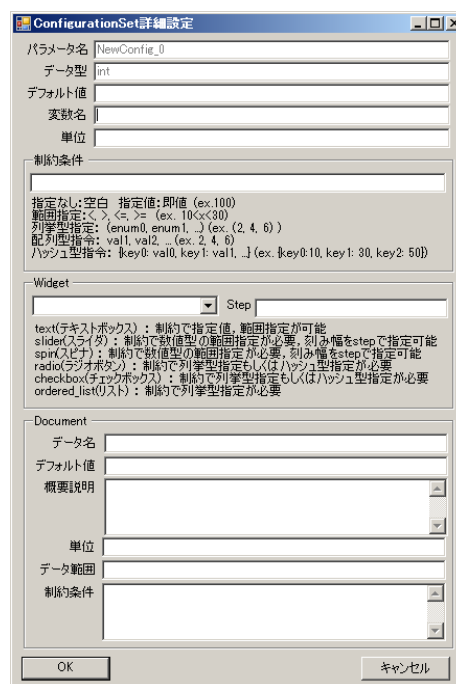 ConfigurationSet詳細設定
パラメータ名 NewConfig_0
データ型 int
デフォルト値
変数名
単位
制約条件
指定なし:空白 指定値:即値 (ex.100)
範囲指定:<, >, <=, >= (ex. 10<x<30)
列挙型指定: (enum0, enum1, ...) (ex. (2, 4, 6) )
配列型指令: val1, val2, ... (ex. 2, 4, 6)
ハッシュ型指令: {key0: val0, key1: val1, ...} (ex. {key0:10, key1: 30, key2: 50})
Widget
Step
text(テキストボックス) : 制約で指定値, 範囲指定が可能
slider(スライダ) : 制約で数値型の範囲指定が必要, 刻み幅をstepで指定可能
spin(スピナ) : 制約で数値型の範囲指定が必要, 刻み幅をstepで指定可能
radio(ラジオボタン) : 制約で列挙型指定もしくはハッシュ型指定が必要
checkbox(チェックボックス) : 制約で列挙型指定もしくはハッシュ型指定が必要
ordered_list(リスト) : 制約で列挙型指定が必要
Document
データ名
デフォルト値
概要説明
単位
データ範囲
制約条件
OK キャンセル